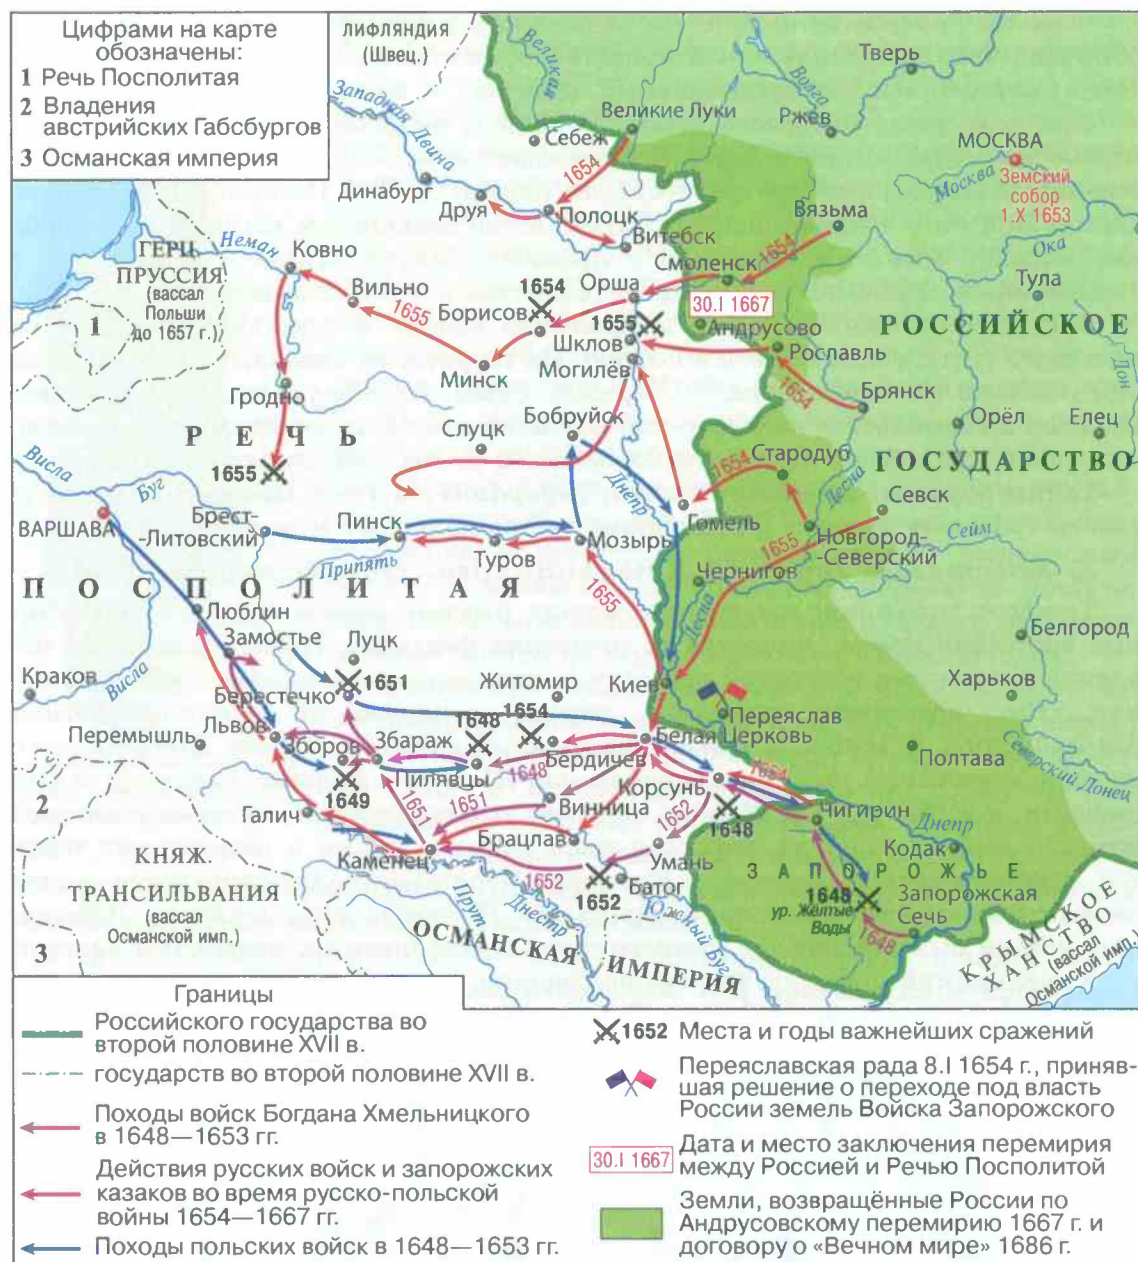 Цифрами на карте
обозначены:
1 Речь Посполитая
2 Владения
австрийских Габсбургов
3 Османская империя
ЛИФЛЯНДИЯ
(Швец.)
Великий
Западная
Двина
Великие Луки
Себеж
Волга
Тверь
Ржев
МОСКВА
Москва
Земский
собор
1.X 1653
Динабург
Друя
1654
Полоцк
Витебск
Вязьма
1654
Смоленск
Ока
Тула
ГЕРЦ.
ПРУССИЯ
(вассал
Польши
до 1657 г.)
1
Неман
Ковно
Вильно
1655
1654
Борисов
Орша
1655
30.I 1667
Андрусово
Шклов
Могилёв
Минск
Рославль
1654
Брянск
РОССИЙСКОЕ
Дон
Гродно
РЕЧЬ
Бобруйск
Слуцк
Орёл
Елец
ГОСУДАРСТВО
Висла
Буг
1655
Стародуб
1654
Десна
Севск
Днепр
ВАРШАВА
Брест-
-Литовский
Пинск
Гомель
Новгород-
-Северский
Сейм
Туров
Мозырь
Припять
1655
Чернигов
1655
Десна
ПОСПОЛИТАЯ
Люблин
Замостье
Луцк
Белгород
Краков
Висла
Берестечко
1651
Житомир
Киев
Харьков
Львов
1648
1654
Переяслав
Перемышль
Зборов
Збараж
Бердичев
Белая Церковь
Полтава
Северский Донец
2
1649
Пилявцы
1648
Корсунь
1654
Галич
1651
1651
Винница
1652
1648
Чигирин
Днепр
Каменец
Брацлав
Умань
Кодак
КНЯЖ.
ТРАНСИЛЬВАНИЯ
(вассал
Османской имп.)
1652
1652
Батог
ЗАПОРОЖЬЕ
1648
ур. Жёлтые
Воды
Запорожская
Сечь
1648
3
Прут
Днестр
Южный Буг
ОСМАНСКАЯ ИМПЕРИЯ
КРЫМСКОЕ
ХАНСТВО
(вассал
Османской имп.)
Границы
Российского государства во
второй половине XVII в.
государств во второй половине XVII в.
Походы войск Богдана Хмельницкого
в 1648—1653 гг.
Действия русских войск и запорожских
казаков во время русско-польской
войны 1654—1667 гг.
Походы польских войск в 1648—1653 гг.
1652 Места и годы важнейших сражений
Переяславская рада 8.I 1654 г., приняв-
шая решение о переходе под власть
России земель Войска Запорожского
30.I 1667 Дата и место заключения перемирия
между Россией и Речью Посполитой
Земли, возвращённые России по
Андрусовскому перемирию 1667 г. и
договору о «Вечном мире» 1686 г.